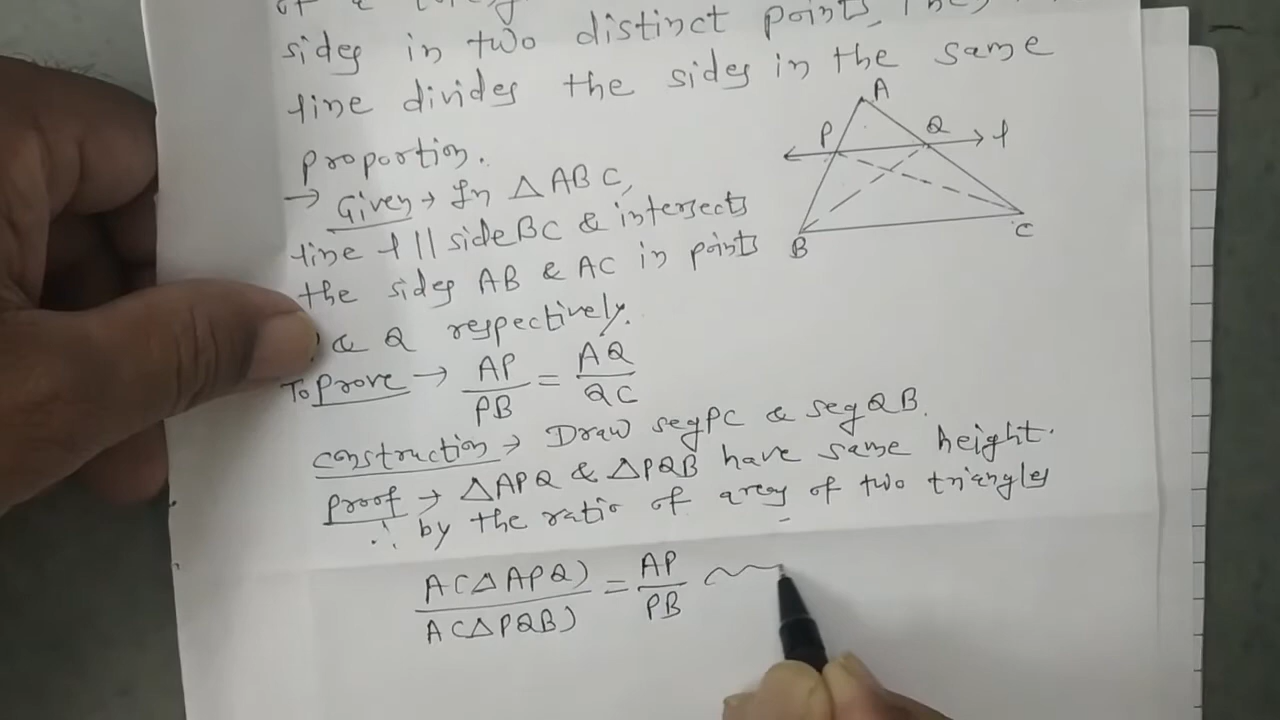 sides in two distinct points,
line divides the sides in the same
proportion.
→ Given → In △ABC,
line l || side BC & intersects
the sides AB & AC in points
& Q respectively.
To prove → AP/PB = AQ/QC
construction → Draw seg PC & seg QB.
proof → △APQ & △PQB have same height.
∴ by the ratio of areas of two triangles
A(△APQ)/A(△PQB) = AP/PB
A
P
Q
l
B
C